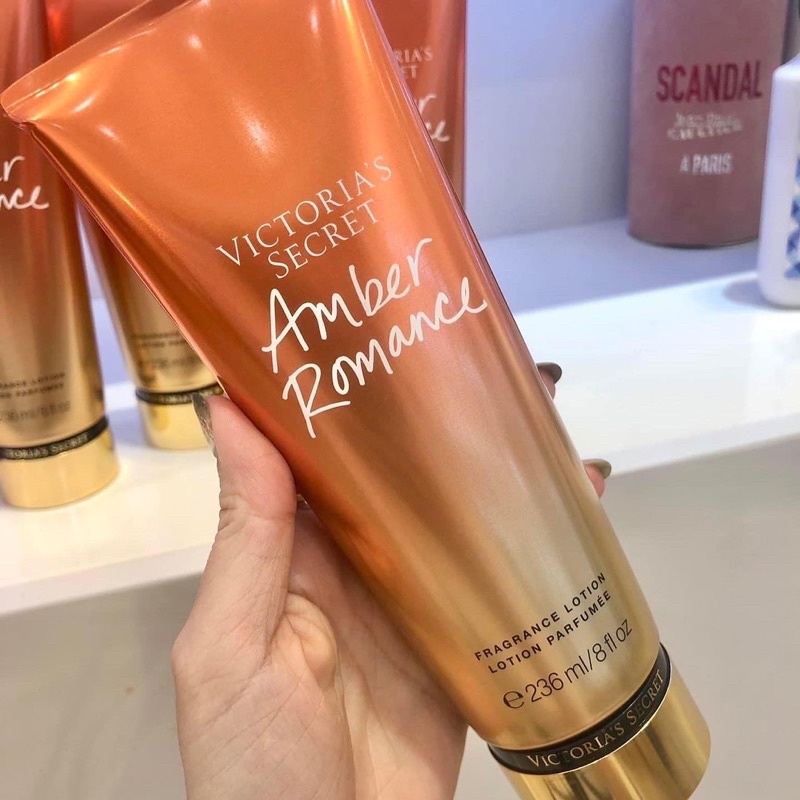 VICTORIA'S
SECRET
Amber
Romance
FRAGRANCE LOTION
LOTION PARFUMÉE
e 236 ml/8 fl oz
VICTORIA'S SECRET
SCANDAL
A PARIS